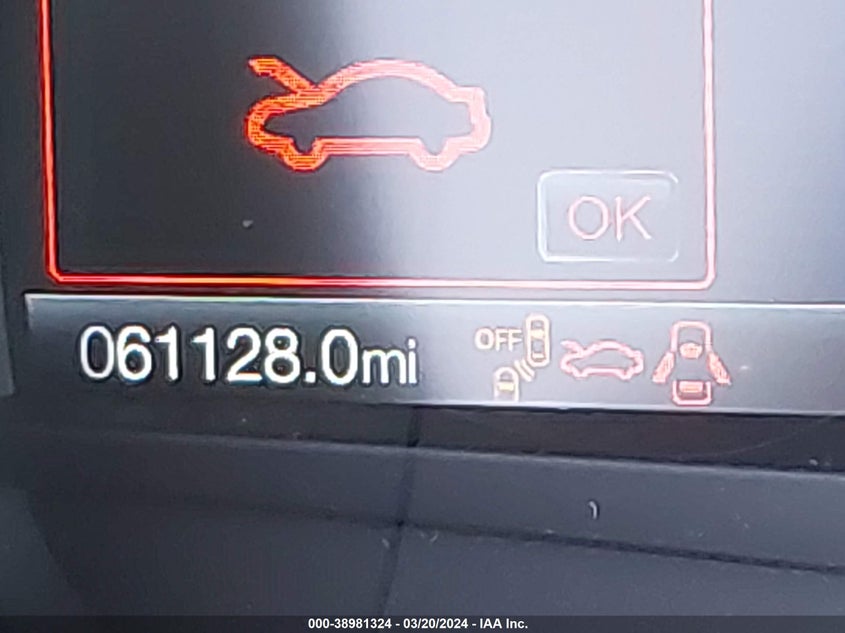 OK
061128.0mi
OFF
000-38981324 - 03/20/2024 - IAA Inc.